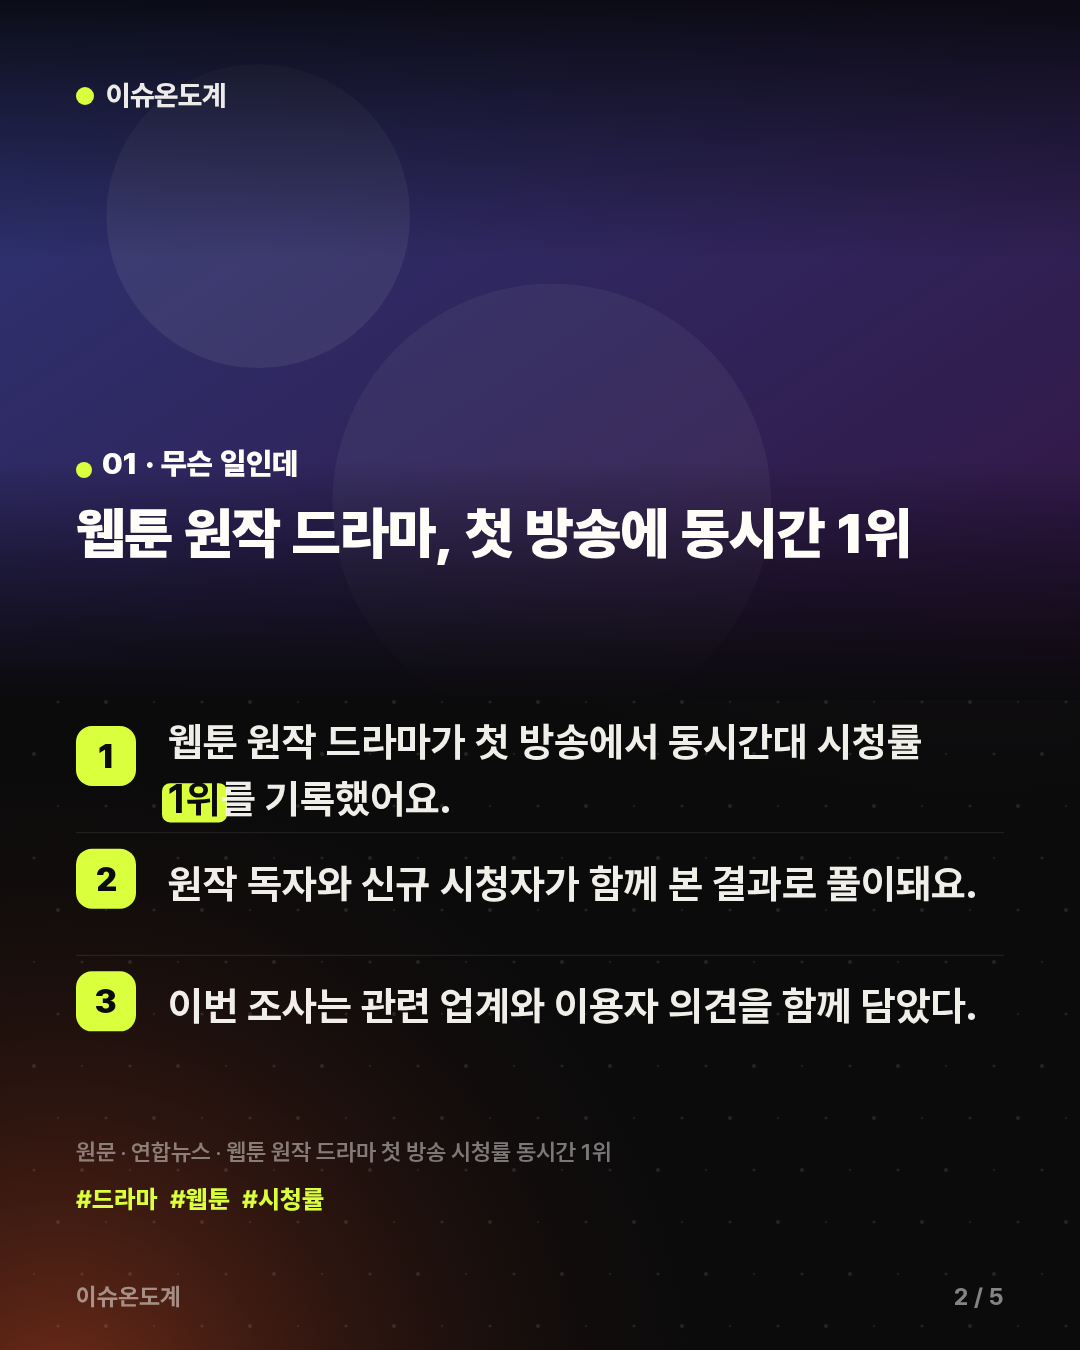 이슈온도계
01 · 무슨 일인데
웹툰 원작 드라마, 첫 방송에 동시간 1위
1
웹툰 원작 드라마가 첫 방송에서 동시간대 시청률
1위를 기록했어요.
2
원작 독자와 신규 시청자가 함께 본 결과로 풀이돼요.
3
이번 조사는 관련 업계와 이용자 의견을 함께 담았다.
원문 · 연합뉴스 · 웹툰 원작 드라마 첫 방송 시청률 동시간 1위
#드라마 #웹툰 #시청률
이슈온도계
2 / 5